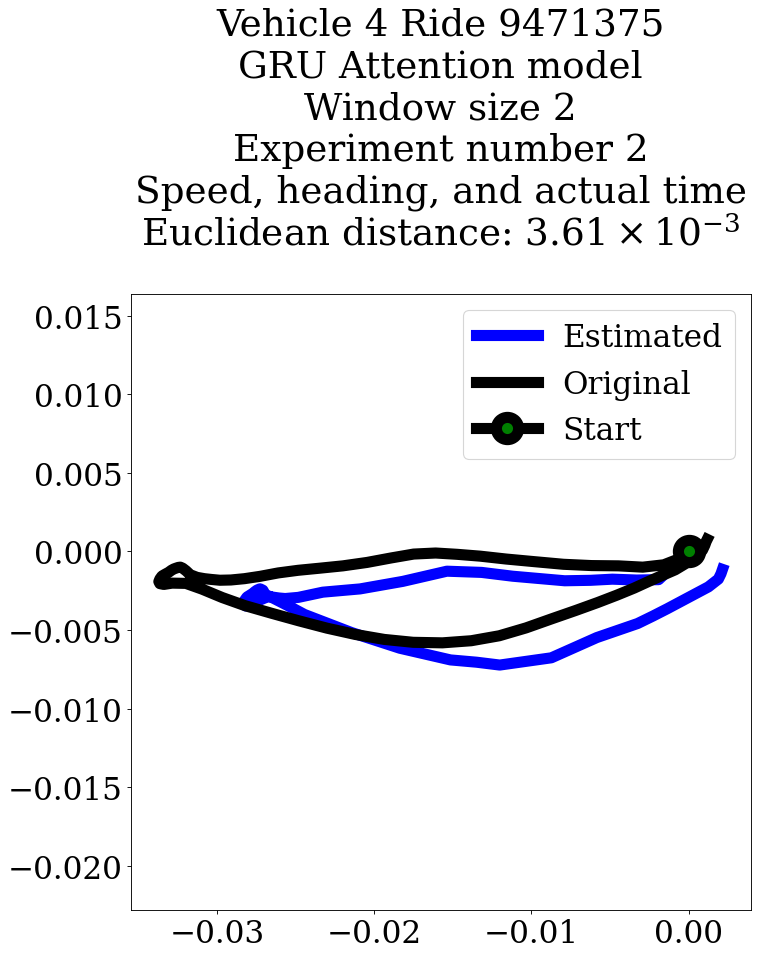 Vehicle 4 Ride 9471375
GRU Attention model
Window size 2
Experiment number 2
Speed, heading, and actual time
Euclidean distance: 3.61 × 10⁻³
Estimated
Original
Start
0.015
0.010
0.005
0.000
−0.005
−0.010
−0.015
−0.020
−0.03
−0.02
−0.01
0.00